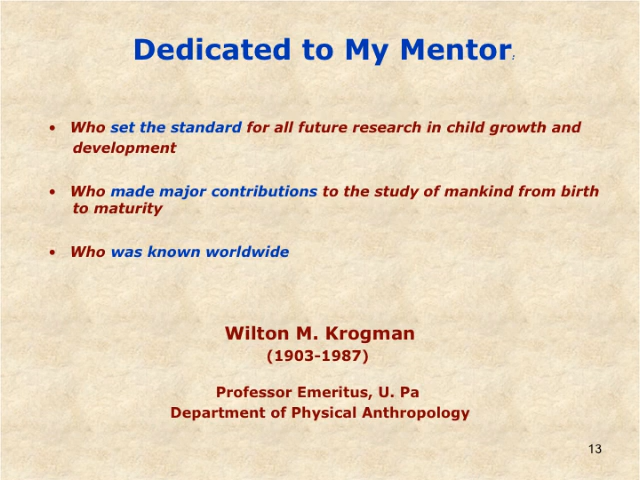 Dedicated to My Mentor:
• Who set the standard for all future research in child growth and
development
• Who made major contributions to the study of mankind from birth
to maturity
• Who was known worldwide
Wilton M. Krogman
(1903-1987)
Professor Emeritus, U. Pa
Department of Physical Anthropology
13